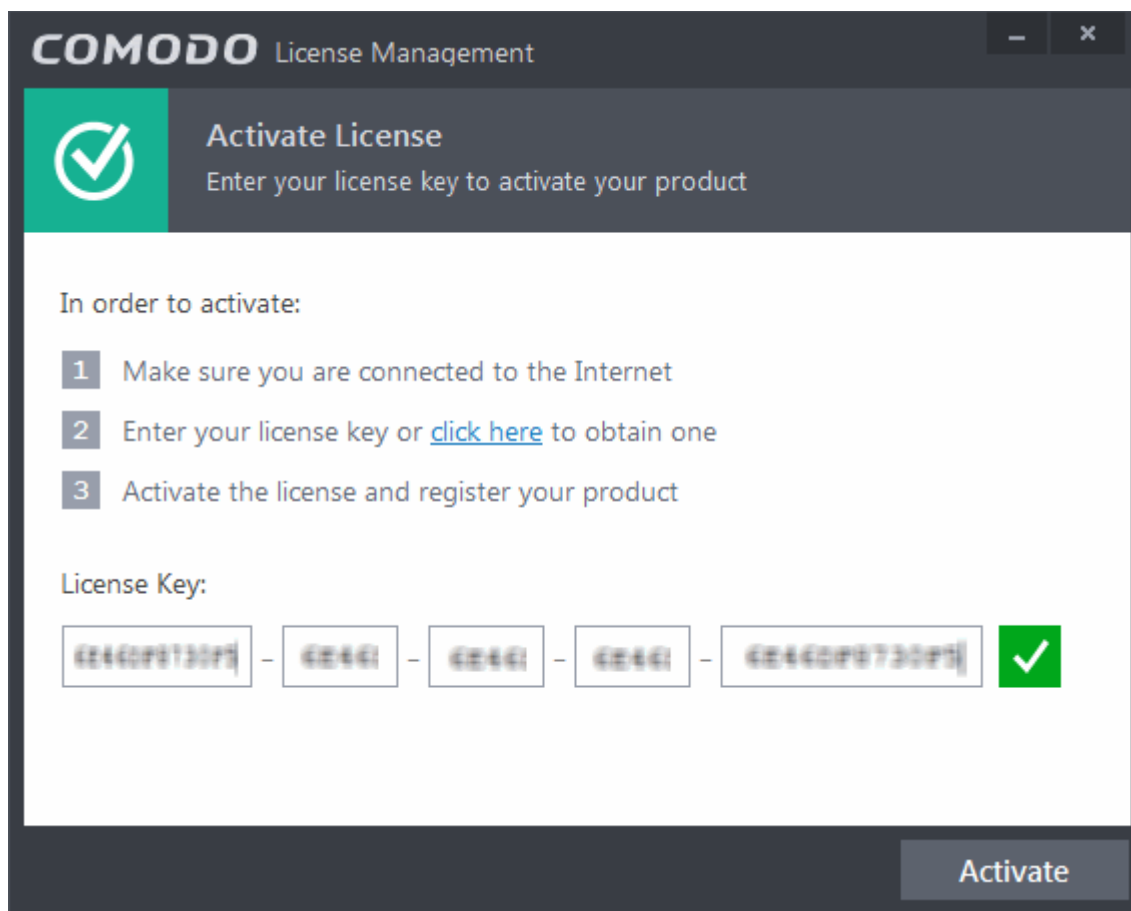 COMODO License Management
Activate License
Enter your license key to activate your product
In order to activate:
1 Make sure you are connected to the Internet
2 Enter your license key or click here to obtain one
3 Activate the license and register your product
License Key:
– – – –
Activate